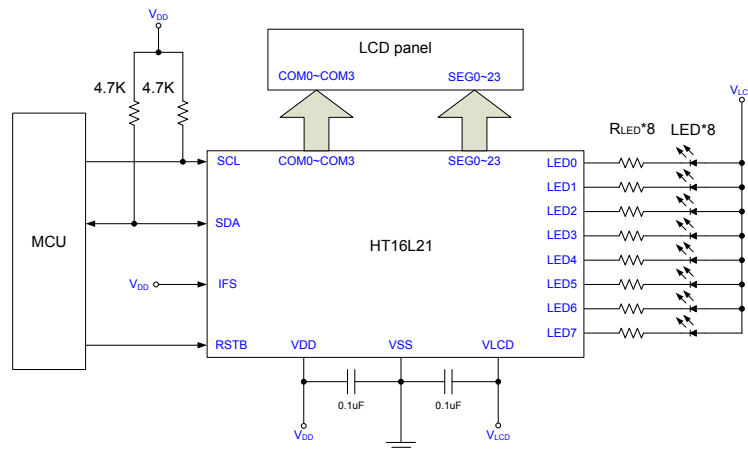 VDD
LCD panel
4.7K 4.7K
COM0~COM3 SEG0~23
VLC
RLED*8 LED*8
SCL COM0~COM3 SEG0~23 LED0
LED1
MCU SDA LED2
HT16L21 LED3
LED4
VDD IFS LED5
LED6
RSTB VDD VSS VLCD LED7
0.1uF 0.1uF
VDD VLCD